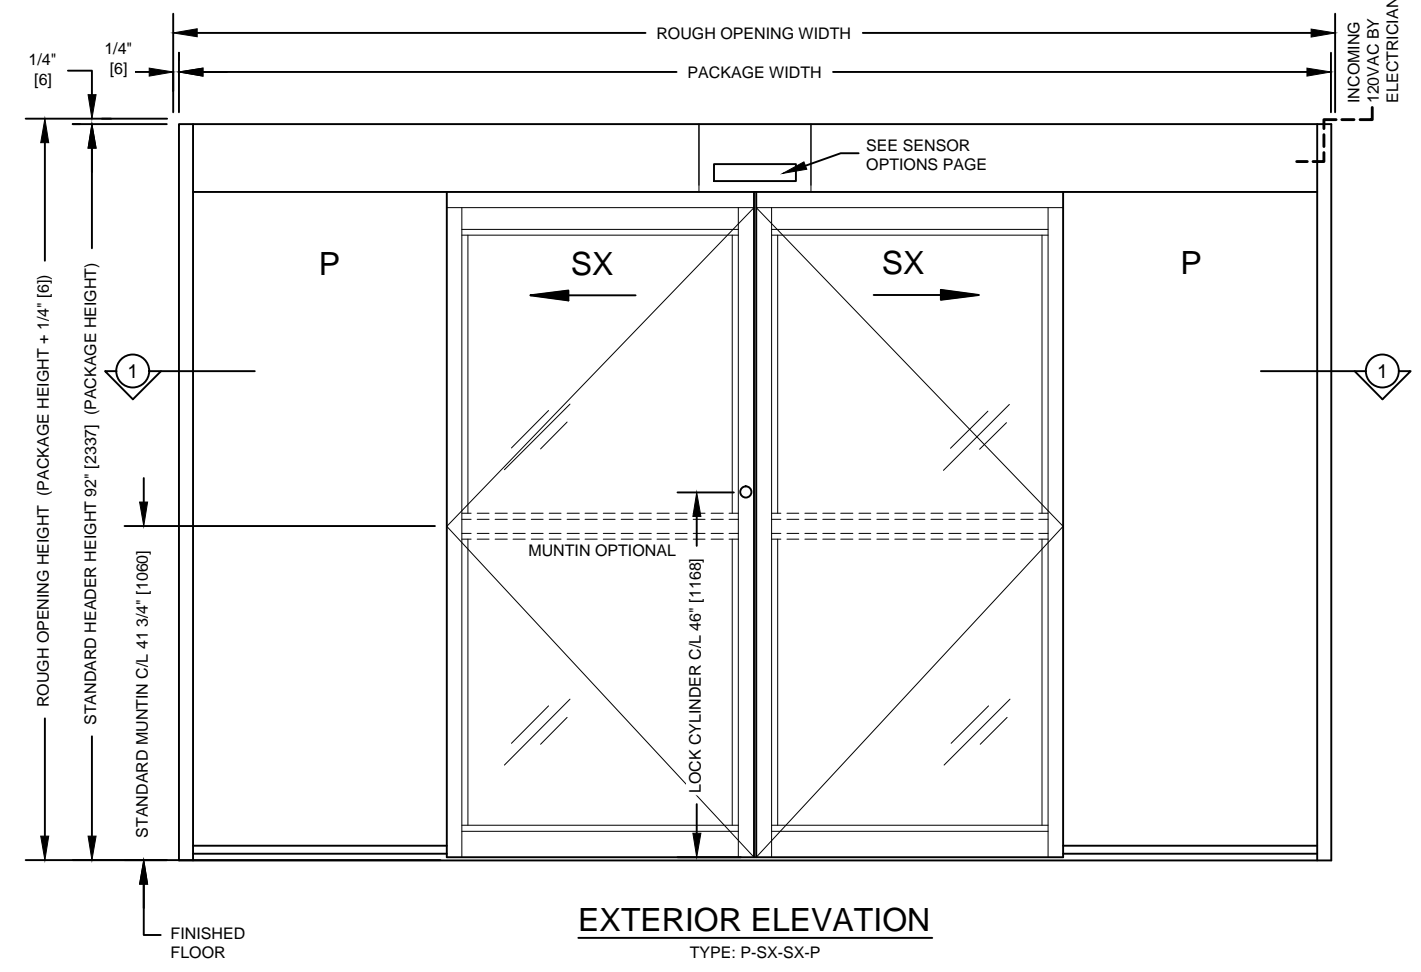 ROUGH OPENING WIDTH
PACKAGE WIDTH
1/4"
[6]
1/4"
[6]
INCOMING
120VAC BY
ELECTRICIAN
SEE SENSOR
OPTIONS PAGE
P
SX
SX
P
1
1
ROUGH OPENING HEIGHT (PACKAGE HEIGHT + 1/4" [6])
STANDARD HEADER HEIGHT 92" [2337] (PACKAGE HEIGHT)
STANDARD MUNTIN C/L 41 3/4" [1060]
MUNTIN OPTIONAL
LOCK CYLINDER C/L 46" [1168]
FINISHED
FLOOR
EXTERIOR ELEVATION
TYPE: P-SX-SX-P